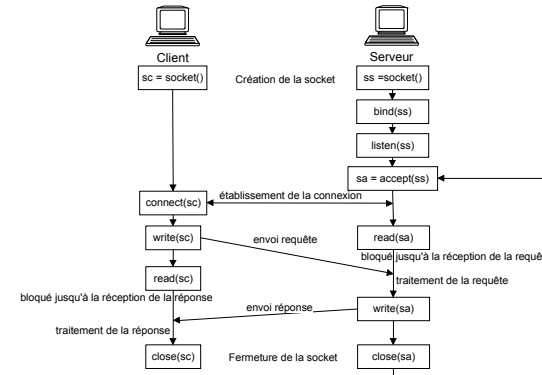 Client
Serveur
sc = socket()
Création de la socket
ss =socket()
bind(ss)
listen(ss)
sa = accept(ss)
établissement de la connexion
connect(sc)
write(sc)
envoi requête
read(sa)
bloqué jusqu'à la réception de la requê
read(sc)
traitement de la requête
bloqué jusqu'à la réception de la réponse
envoi réponse
write(sa)
traitement de la réponse
close(sc)
Fermeture de la socket
close(sa)